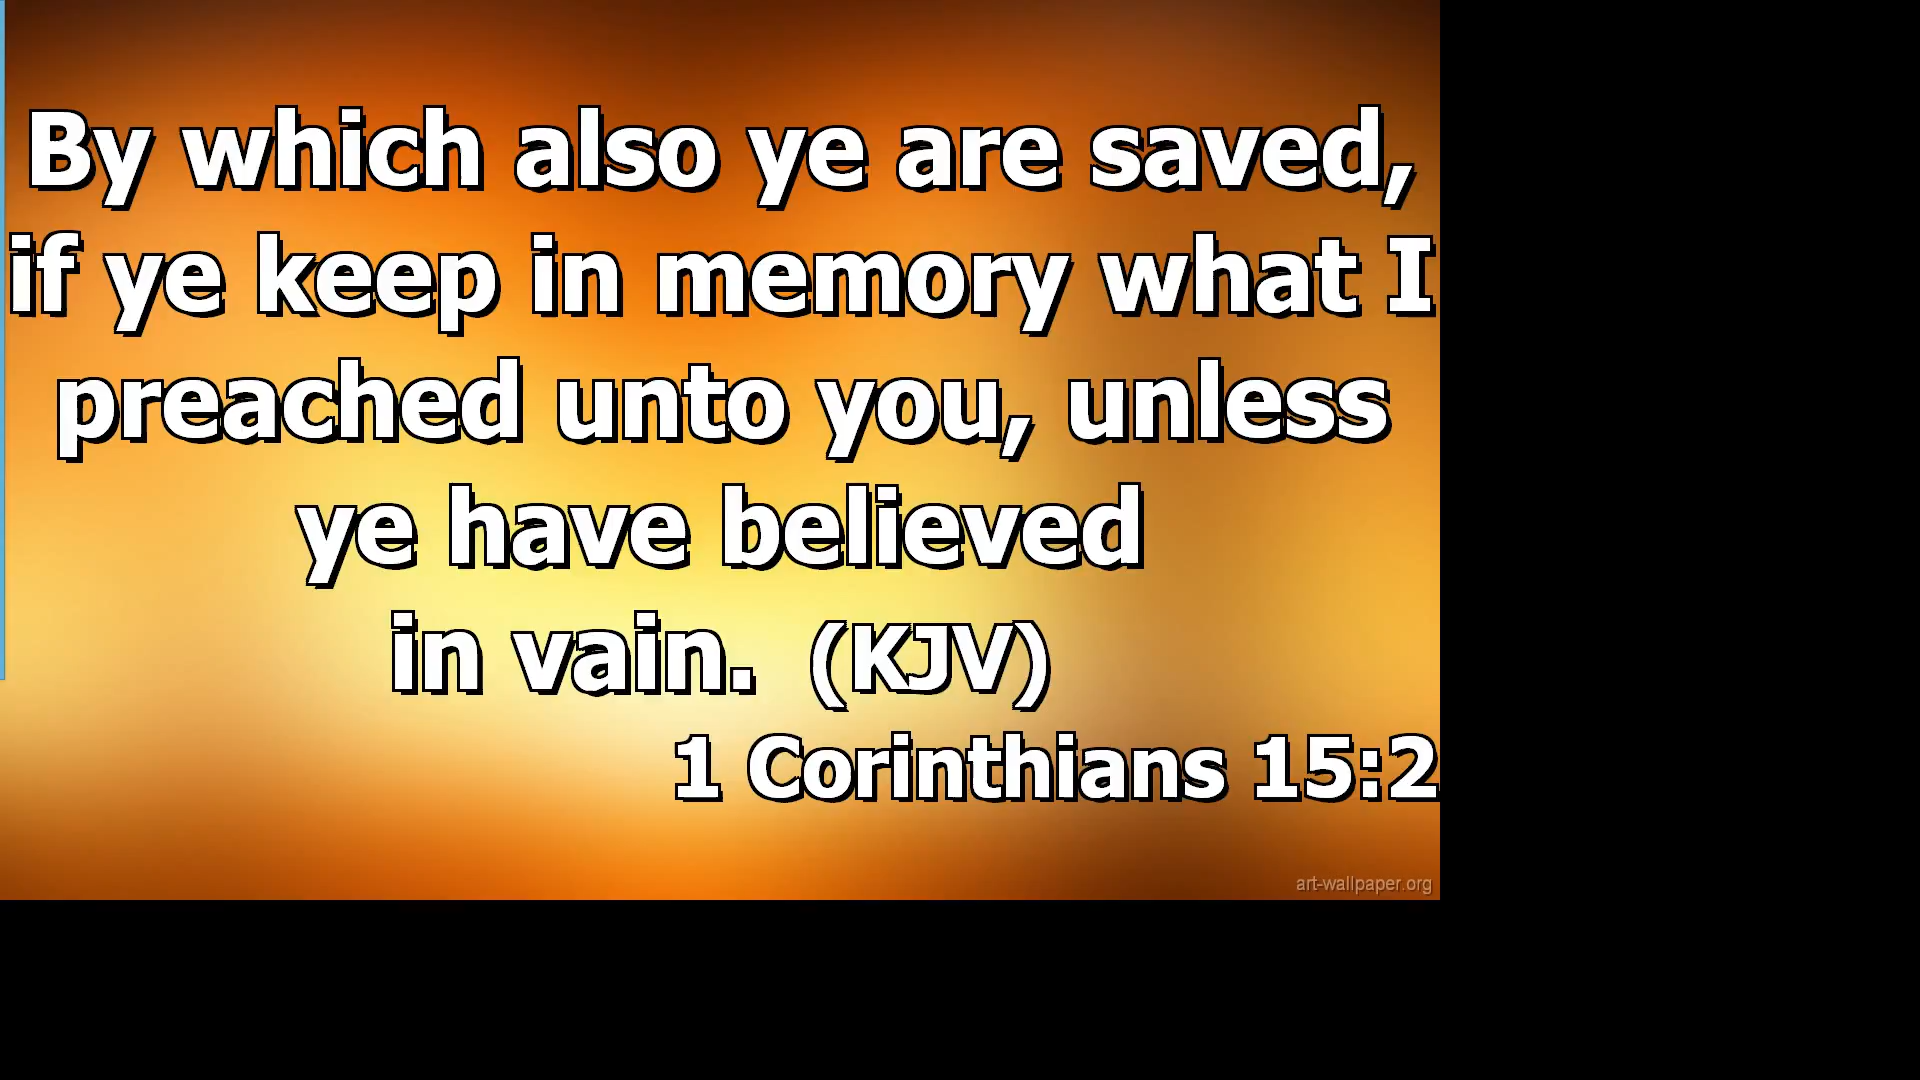 By which also ye are saved,
if ye keep in memory what I
preached unto you, unless
ye have believed
in vain.  (KJV)
1 Corinthians 15:2
art-wallpaper.org